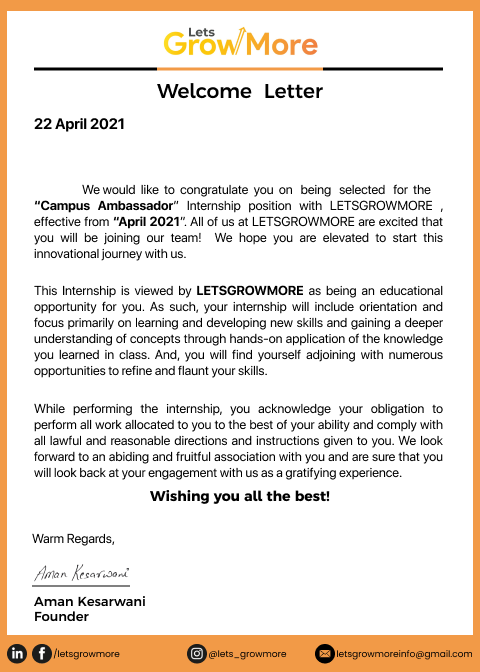 Lets
GrowMore
Welcome Letter
22 April 2021
We would like to congratulate you on being selected for the
“Campus Ambassador” Internship position with LETSGROWMORE ,
effective from “April 2021”. All of us at LETSGROWMORE are excited that
you will be joining our team! We hope you are elevated to start this
innovational journey with us.
This Internship is viewed by LETSGROWMORE as being an educational
opportunity for you. As such, your internship will include orientation and
focus primarily on learning and developing new skills and gaining a deeper
understanding of concepts through hands-on application of the knowledge
you learned in class. And, you will find yourself adjoining with numerous
opportunities to refine and flaunt your skills.
While performing the internship, you acknowledge your obligation to
perform all work allocated to you to the best of your ability and comply with
all lawful and reasonable directions and instructions given to you. We look
forward to an abiding and fruitful association with you and are sure that you
will look back at your engagement with us as a gratifying experience.
Wishing you all the best!
Warm Regards,
Aman Kesarwani
Aman Kesarwani
Founder
in f /letsgrowmore @lets_growmore letsgrowmoreinfo@gmail.com